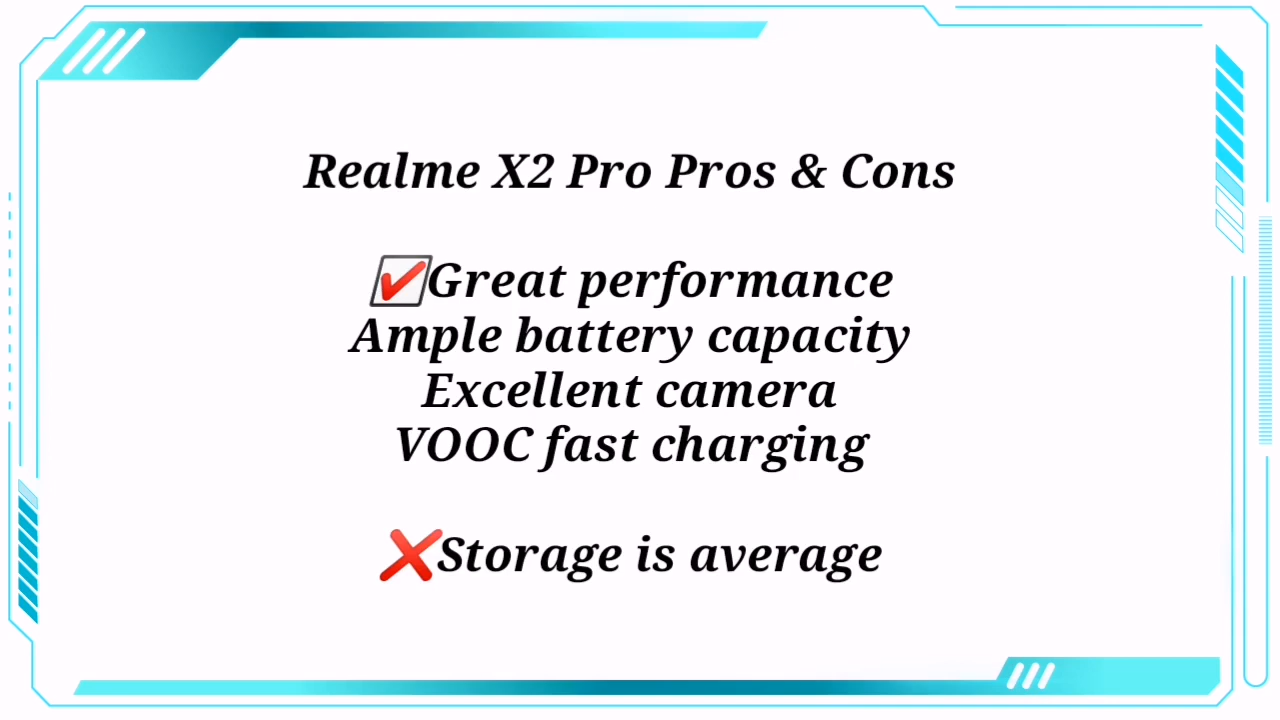 Realme X2 Pro Pros & Cons
☑Great performance
Ample battery capacity
Excellent camera
VOOC fast charging
❌Storage is average